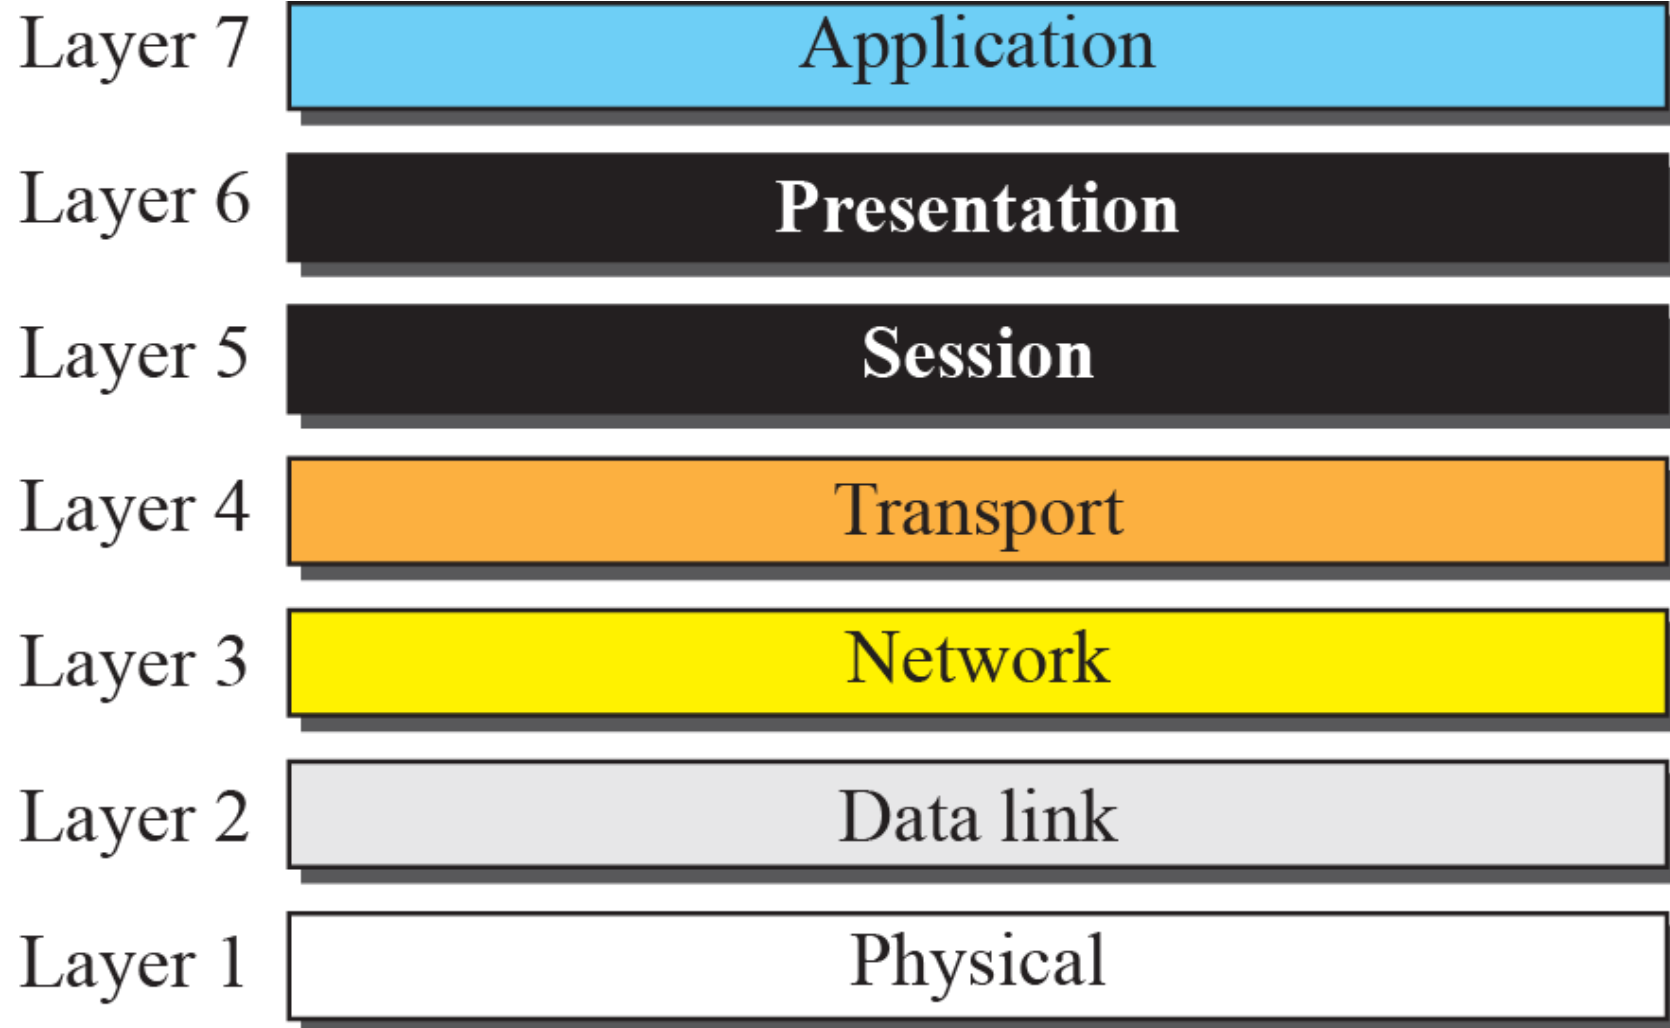 Layer 7 Application
Layer 6 Presentation
Layer 5 Session
Layer 4 Transport
Layer 3 Network
Layer 2 Data link
Layer 1 Physical